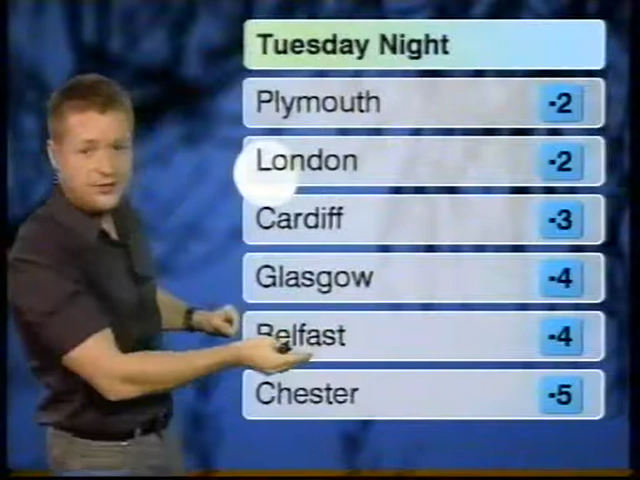 Tuesday Night
Plymouth -2
London -2
Cardiff -3
Glasgow -4
Belfast -4
Chester -5